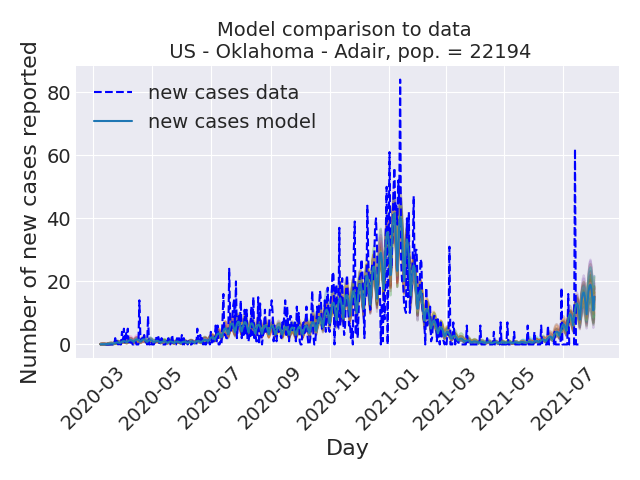 Model comparison to data
US - Oklahoma - Adair, pop. = 22194
Number of new cases reported
80
60
40
20
0
new cases data
new cases model
2020-03
2020-05
2020-07
2020-09
2020-11
2021-01
2021-03
2021-05
2021-07
Day